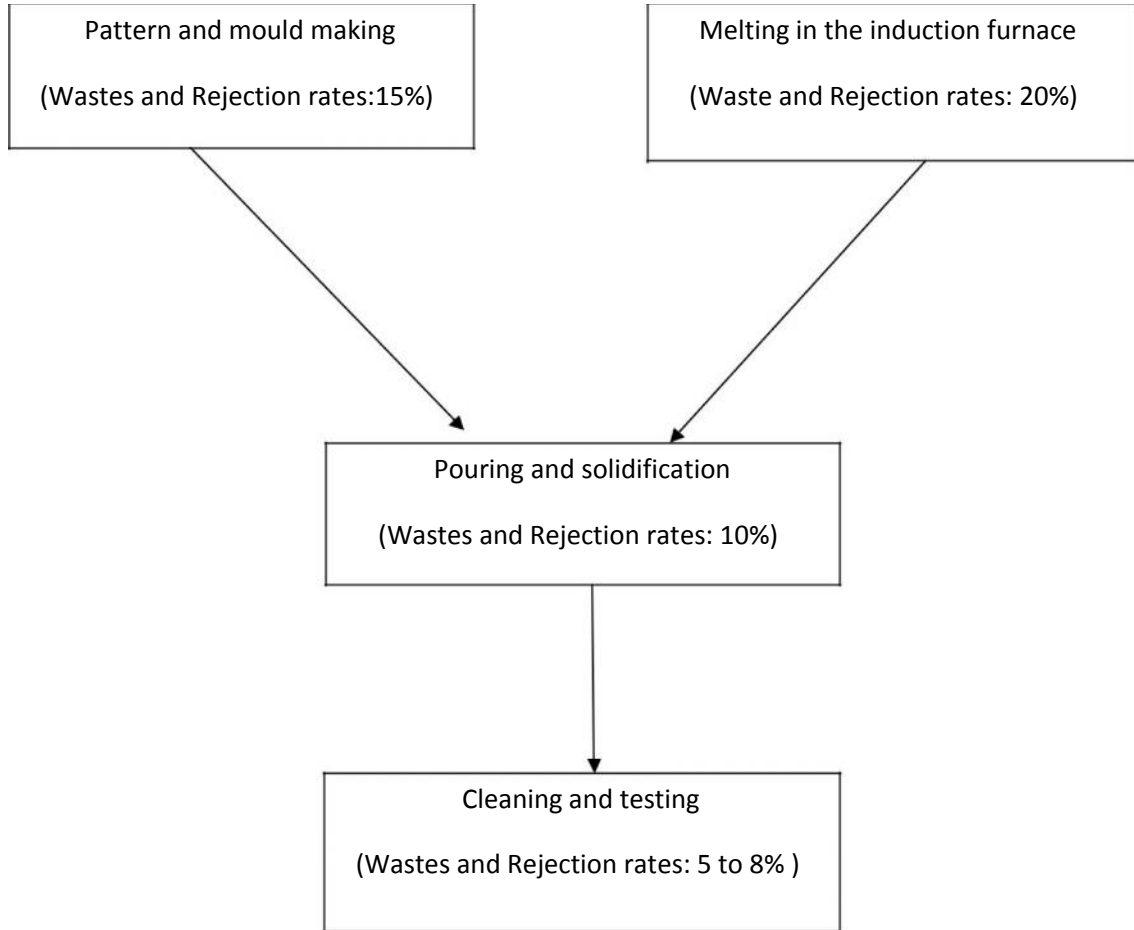 Pattern and mould making
(Wastes and Rejection rates:15%)
Melting in the induction furnace
(Waste and Rejection rates: 20%)
Pouring and solidification
(Wastes and Rejection rates: 10%)
Cleaning and testing
(Wastes and Rejection rates: 5 to 8% )